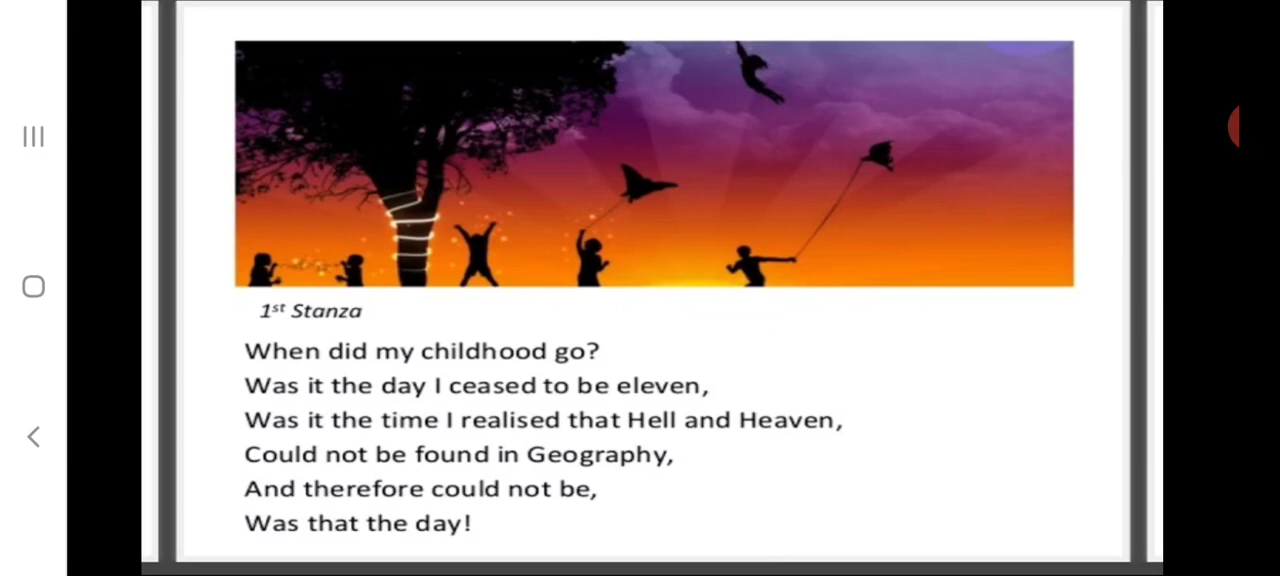 1st Stanza
When did my childhood go?
Was it the day I ceased to be eleven,
Was it the time I realised that Hell and Heaven,
Could not be found in Geography,
And therefore could not be,
Was that the day!